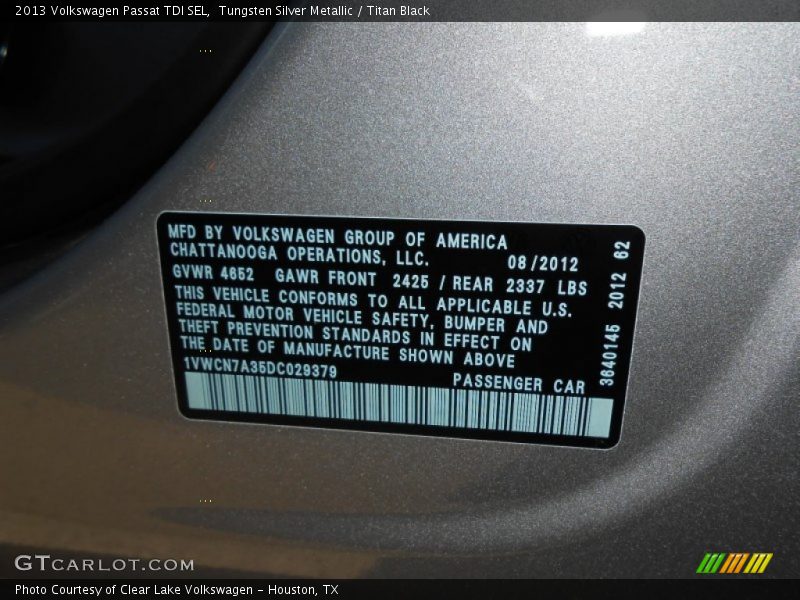 2013 Volkswagen Passat TDI SEL, Tungsten Silver Metallic / Titan Black
MFD BY VOLKSWAGEN GROUP OF AMERICA
CHATTANOOGA OPERATIONS, LLC. 08/2012
GVWR 4652 GAWR FRONT 2425 / REAR 2337 LBS
THIS VEHICLE CONFORMS TO ALL APPLICABLE U.S.
FEDERAL MOTOR VEHICLE SAFETY, BUMPER AND
THEFT PREVENTION STANDARDS IN EFFECT ON
THE DATE OF MANUFACTURE SHOWN ABOVE
1VWCN7A35DC029379 PASSENGER CAR
3640145 2012 62
GTCARLOT.COM
Photo Courtesy of Clear Lake Volkswagen - Houston, TX